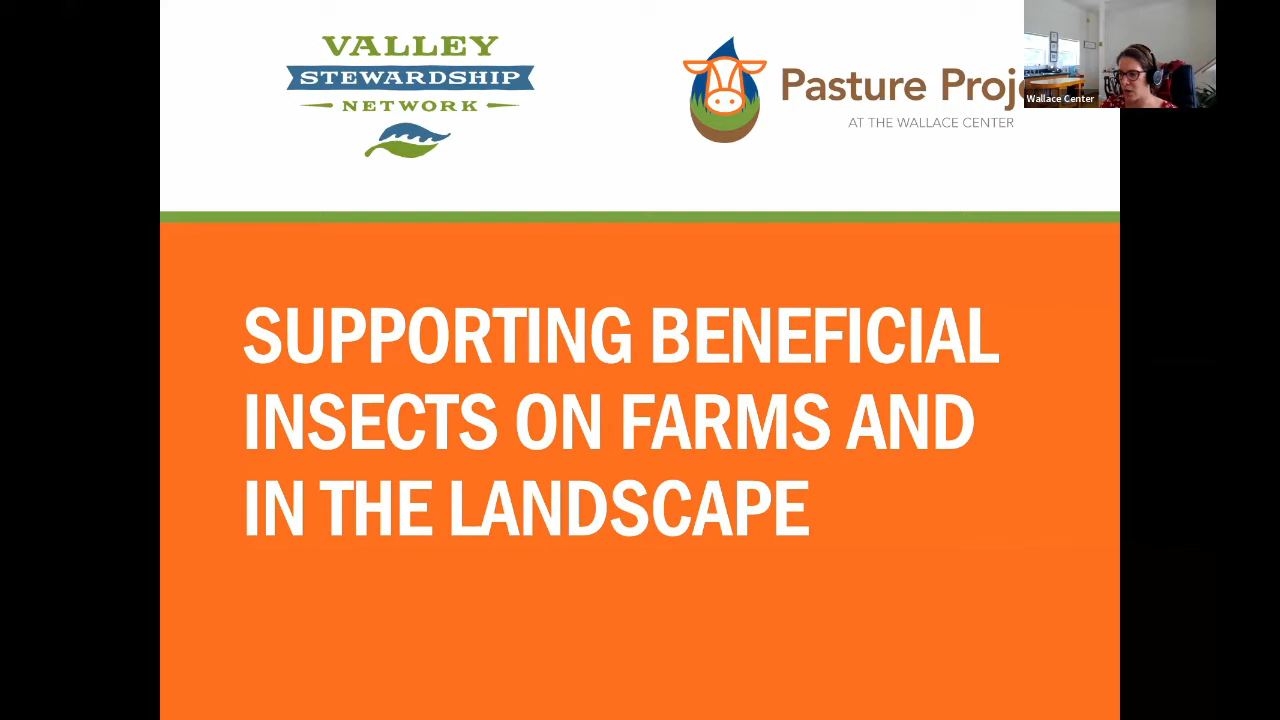 VALLEY
STEWARDSHIP
NETWORK
Pasture Proje
AT THE WALLACE CENTER
Wallace Center
SUPPORTING BENEFICIAL
INSECTS ON FARMS AND
IN THE LANDSCAPE